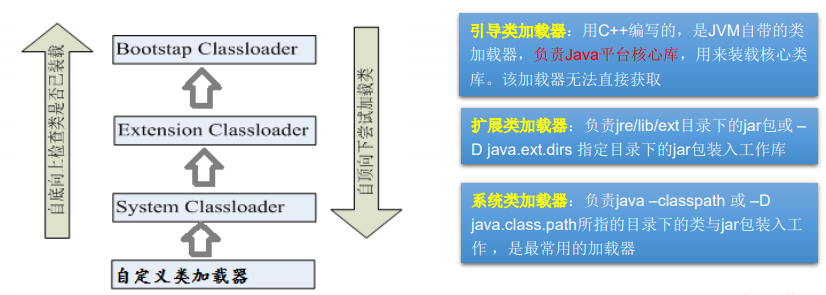 自底向上检查类是否已装载
Bootstap Classloader
Extension Classloader
System Classloader
自定义类加载器
自顶向下尝试加载类
引导类加载器：用C++编写的，是JVM自带的类
加载器，负责Java平台核心库，用来装载核心类
库。该加载器无法直接获取
扩展类加载器：负责jre/lib/ext目录下的jar包或 –
D java.ext.dirs 指定目录下的jar包装入工作库
系统类加载器：负责java –classpath 或 –D
java.class.path所指的目录下的类与jar包装入工
作 ，是最常用的加载器